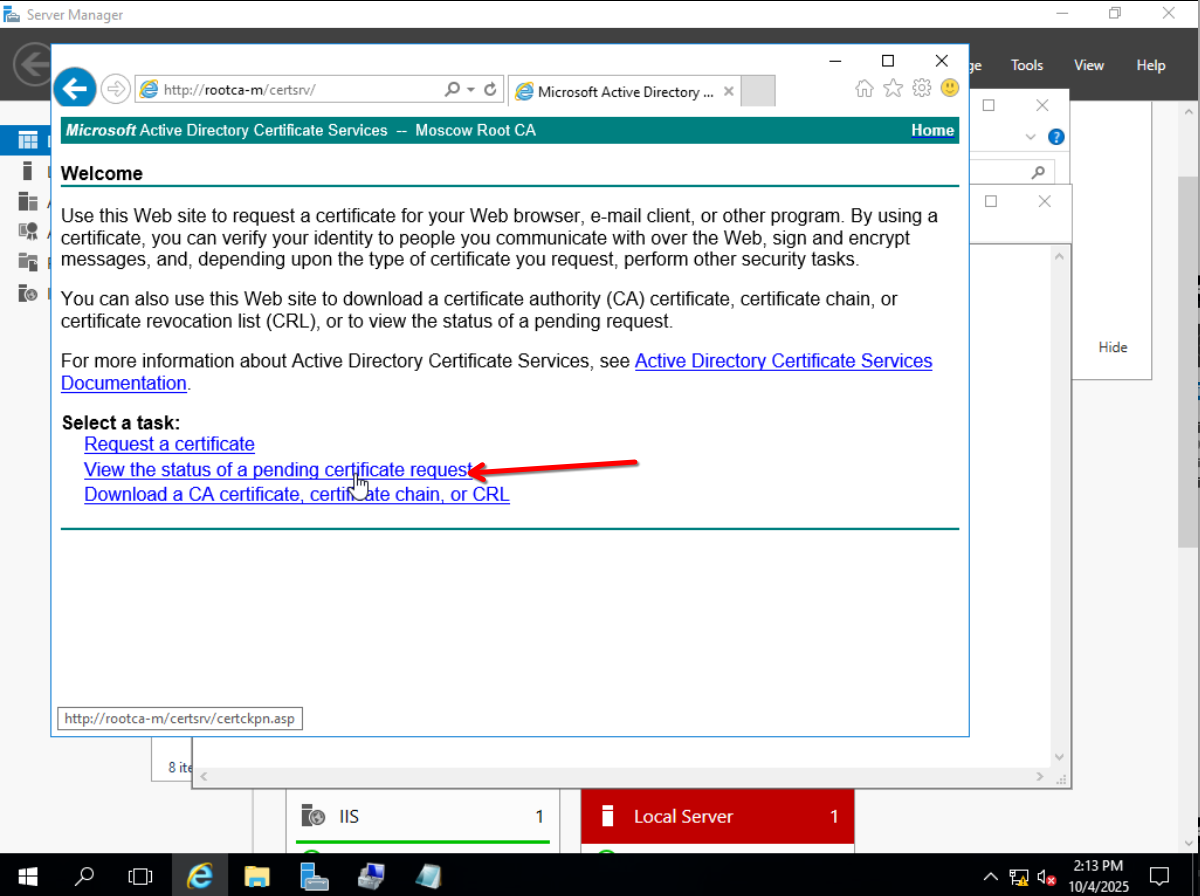 Server Manager
Tools
View
Help
http://rootca-m/certsrv/
Microsoft Active Directory ...
Microsoft Active Directory Certificate Services -- Moscow Root CA
Home
Welcome
Use this Web site to request a certificate for your Web browser, e-mail client, or other program. By using a
certificate, you can verify your identity to people you communicate with over the Web, sign and encrypt
messages, and, depending upon the type of certificate you request, perform other security tasks.
You can also use this Web site to download a certificate authority (CA) certificate, certificate chain, or
certificate revocation list (CRL), or to view the status of a pending request.
Hide
For more information about Active Directory Certificate Services, see Active Directory Certificate Services
Documentation.
Select a task:
Request a certificate
View the status of a pending certificate request
Download a CA certificate, certificate chain, or CRL
http://rootca-m/certsrv/certckpn.asp
8 ite
IIS 1
Local Server 1
2:13 PM
10/4/2025